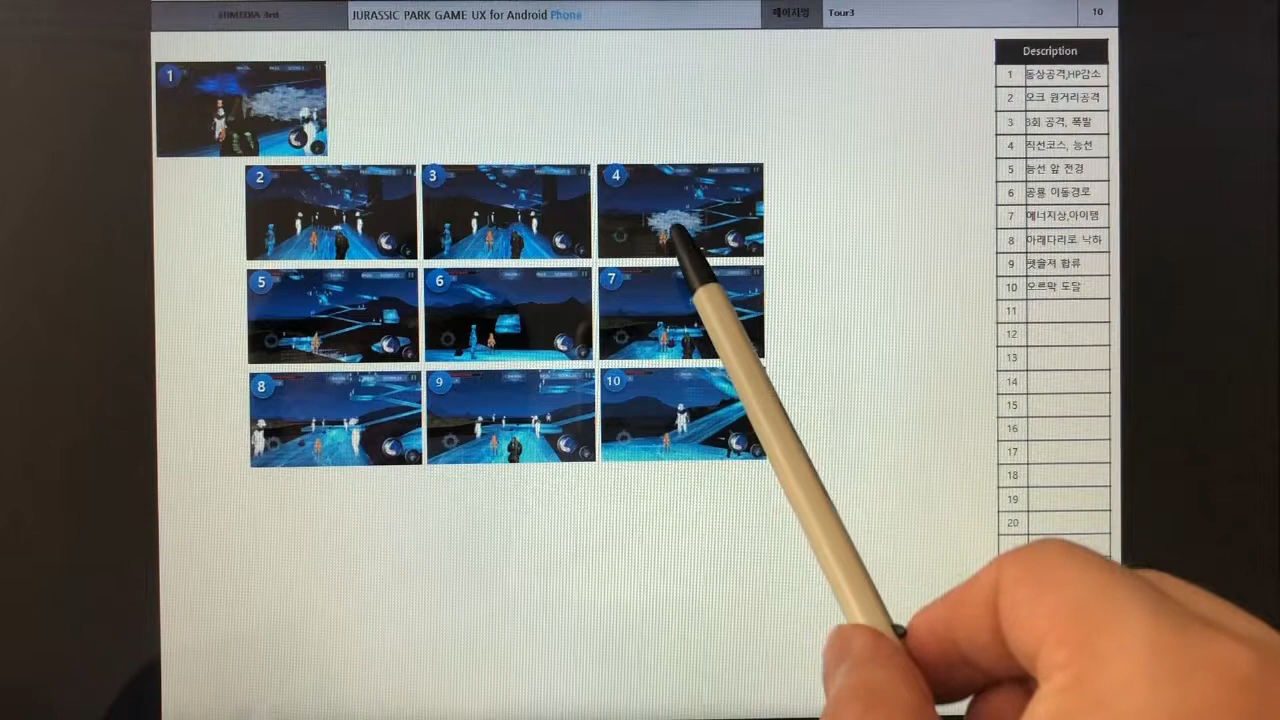 HIMEDIA 3rd
JURASSIC PARK GAME UX for Android Phone
페이지명
Tour3
10
Description
1 동상공격,HP감소
2 오크 원거리공격
3 3회 공격, 폭발
4 직선코스, 능선
5 능선 앞 전경
6 공룡 이동경로
7 에너지상,아이템
8 아래다리로 낙하
9 텟을져 합류
10 오르막 도달
11
12
13
14
15
16
17
18
19
20
1
2
3
4
5
6
7
8
9
10